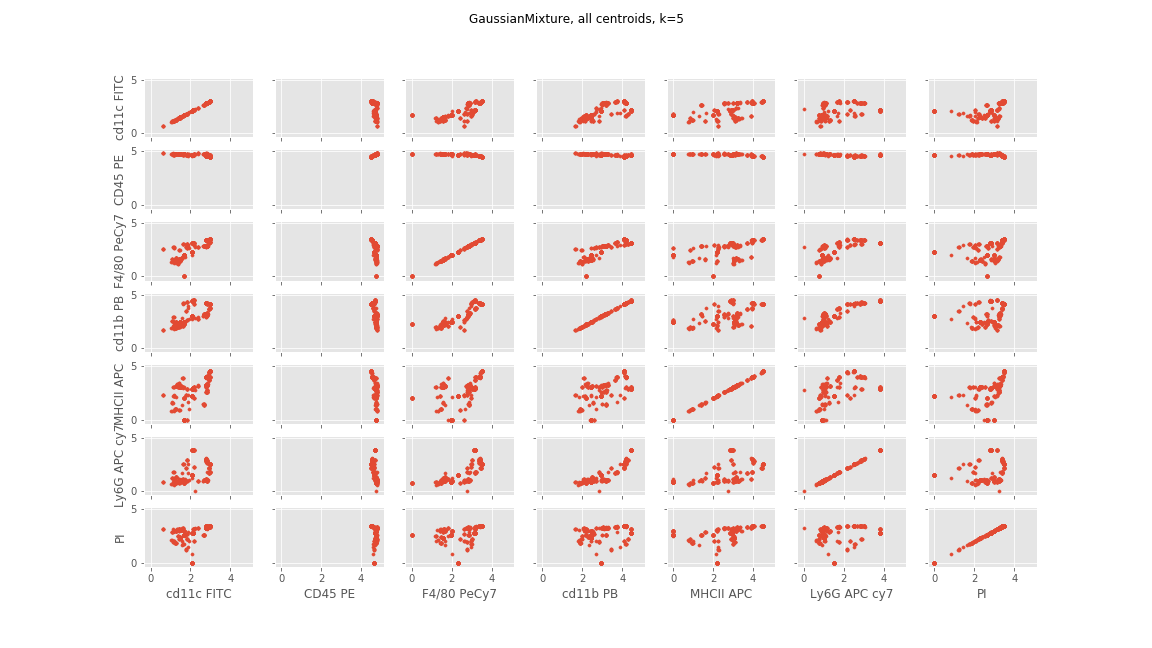 GaussianMixture, all centroids, k=5
cd11c FITC
5
0
CD45 PE
5
0
F4/80 PeCy7
5
0
cd11b PB
5
0
MHCII APC
5
0
Ly6G APC cy7
5
0
PI
5
0
0 2 4 0 2 4 0 2 4 0 2 4 0 2 4 0 2 4 0 2 4
cd11c FITC CD45 PE F4/80 PeCy7 cd11b PB MHCII APC Ly6G APC cy7 PI